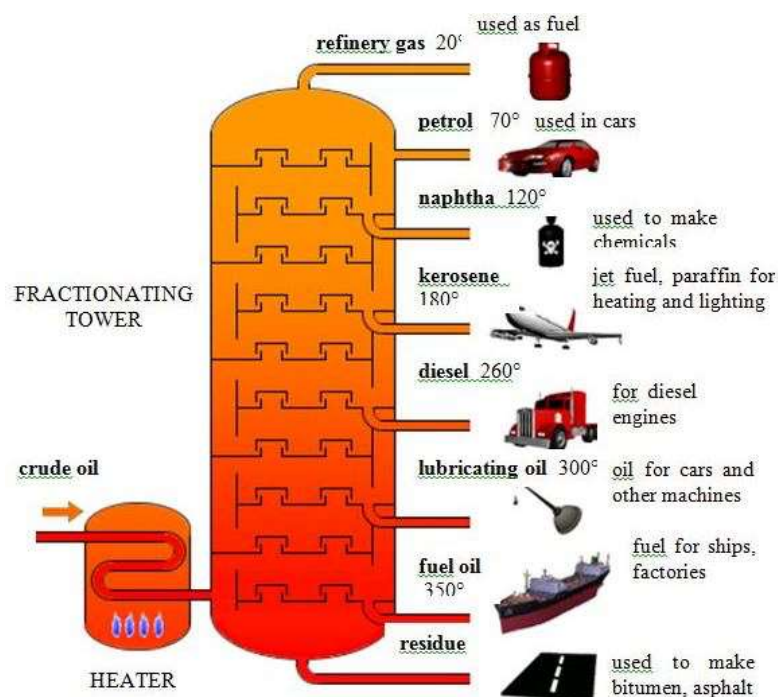 used as fuel
refinery gas 20°
petrol 70° used in cars
naphtha 120°
used to make
chemicals
kerosene
180°
jet fuel, paraffin for
heating and lighting
FRACTIONATING
TOWER
diesel 260°
for diesel
engines
crude oil
lubricating oil 300°
oil for cars and
other machines
fuel oil
350°
fuel for ships,
factories
residue
used to make
bitumen, asphalt
HEATER